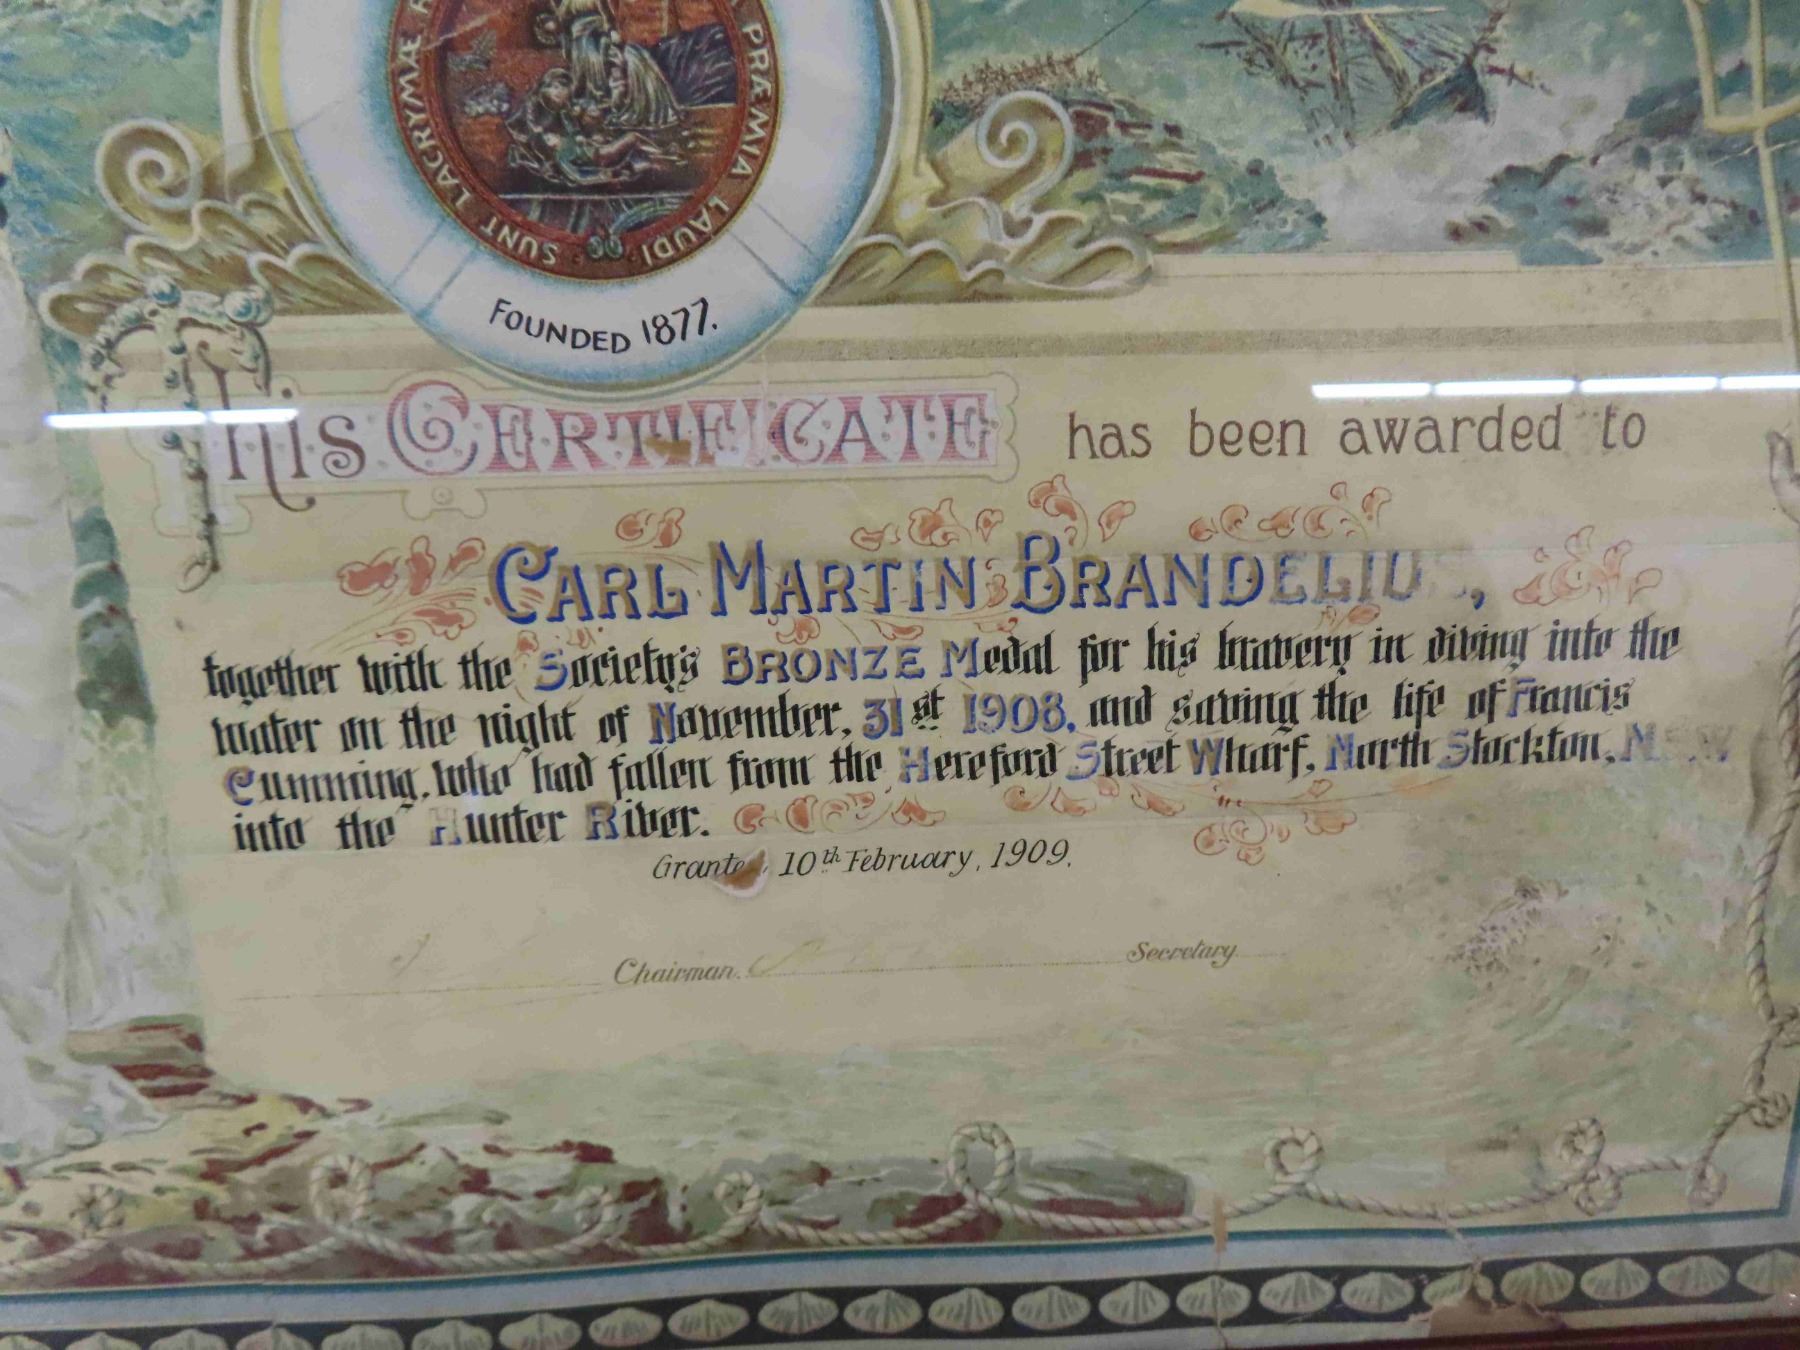 SUNT LACRYMÆ PRÆMIA LAUDI
FOUNDED 1877.
This CERTIFICATE has been awarded to
CARL MARTIN BRANDELIUS,
together with the Society's BRONZE Medal for his bravery in diving into the
water on the night of November, 31st 1908, and saving the life of Francis
Cumming, who had fallen from the Hereford Street Wharf, North Stockton, N.S.W
into the Hunter River.
Granted, 10th February, 1909.
Chairman. Secretary.